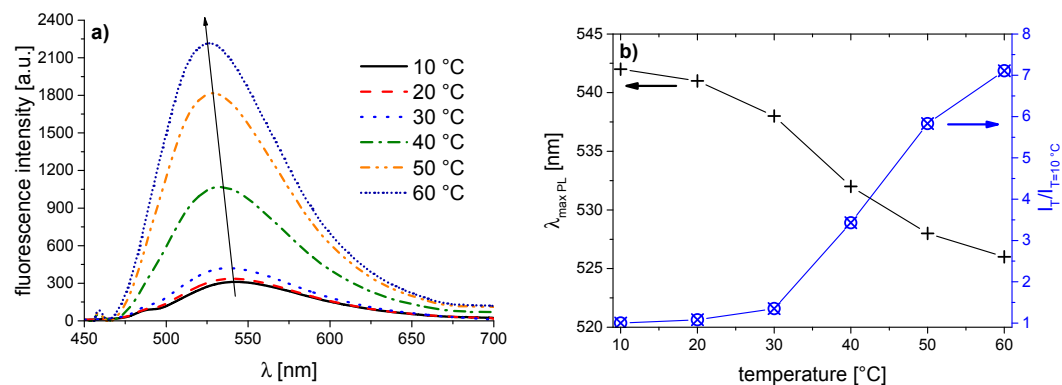 a)
fluorescence intensity [a.u.]
2400
2100
1800
1500
1200
900
600
300
0
450 500 550 600 650 700
λ [nm]
10 °C
20 °C
30 °C
40 °C
50 °C
60 °C
b)
λmax PL [nm]
545
540
535
530
525
520
10 20 30 40 50 60
temperature [°C]
8
7
6
5
4
3
2
1
IT/IT=10 °C